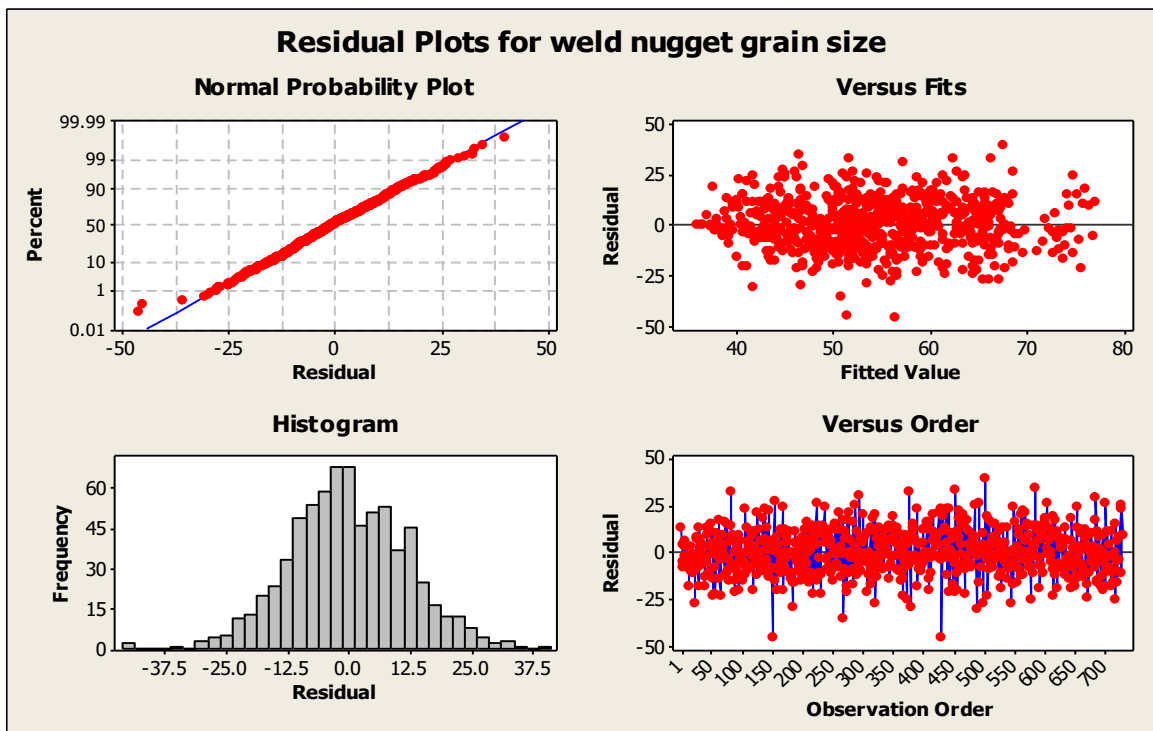 Residual Plots for weld nugget grain size
Normal Probability Plot
99.99
99
90
50
10
1
0.01
Percent
-50 -25 0 25 50
Residual
Versus Fits
50
25
0
-25
-50
Residual
40 50 60 70 80
Fitted Value
Histogram
60
45
30
15
0
Frequency
-37.5 -25.0 -12.5 0.0 12.5 25.0 37.5
Residual
Versus Order
50
25
0
-25
-50
Residual
1 50 100 150 200 250 300 350 400 450 500 550 600 650 700
Observation Order